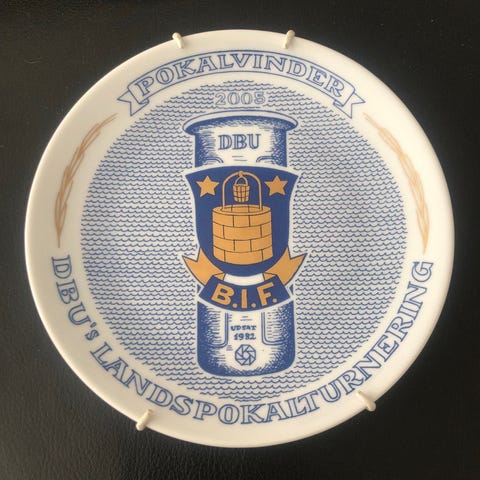 POKALVINDER
2005
DBU
B.I.F.
UDSAT
1982
DBU's LANDSPOKALTURNERING